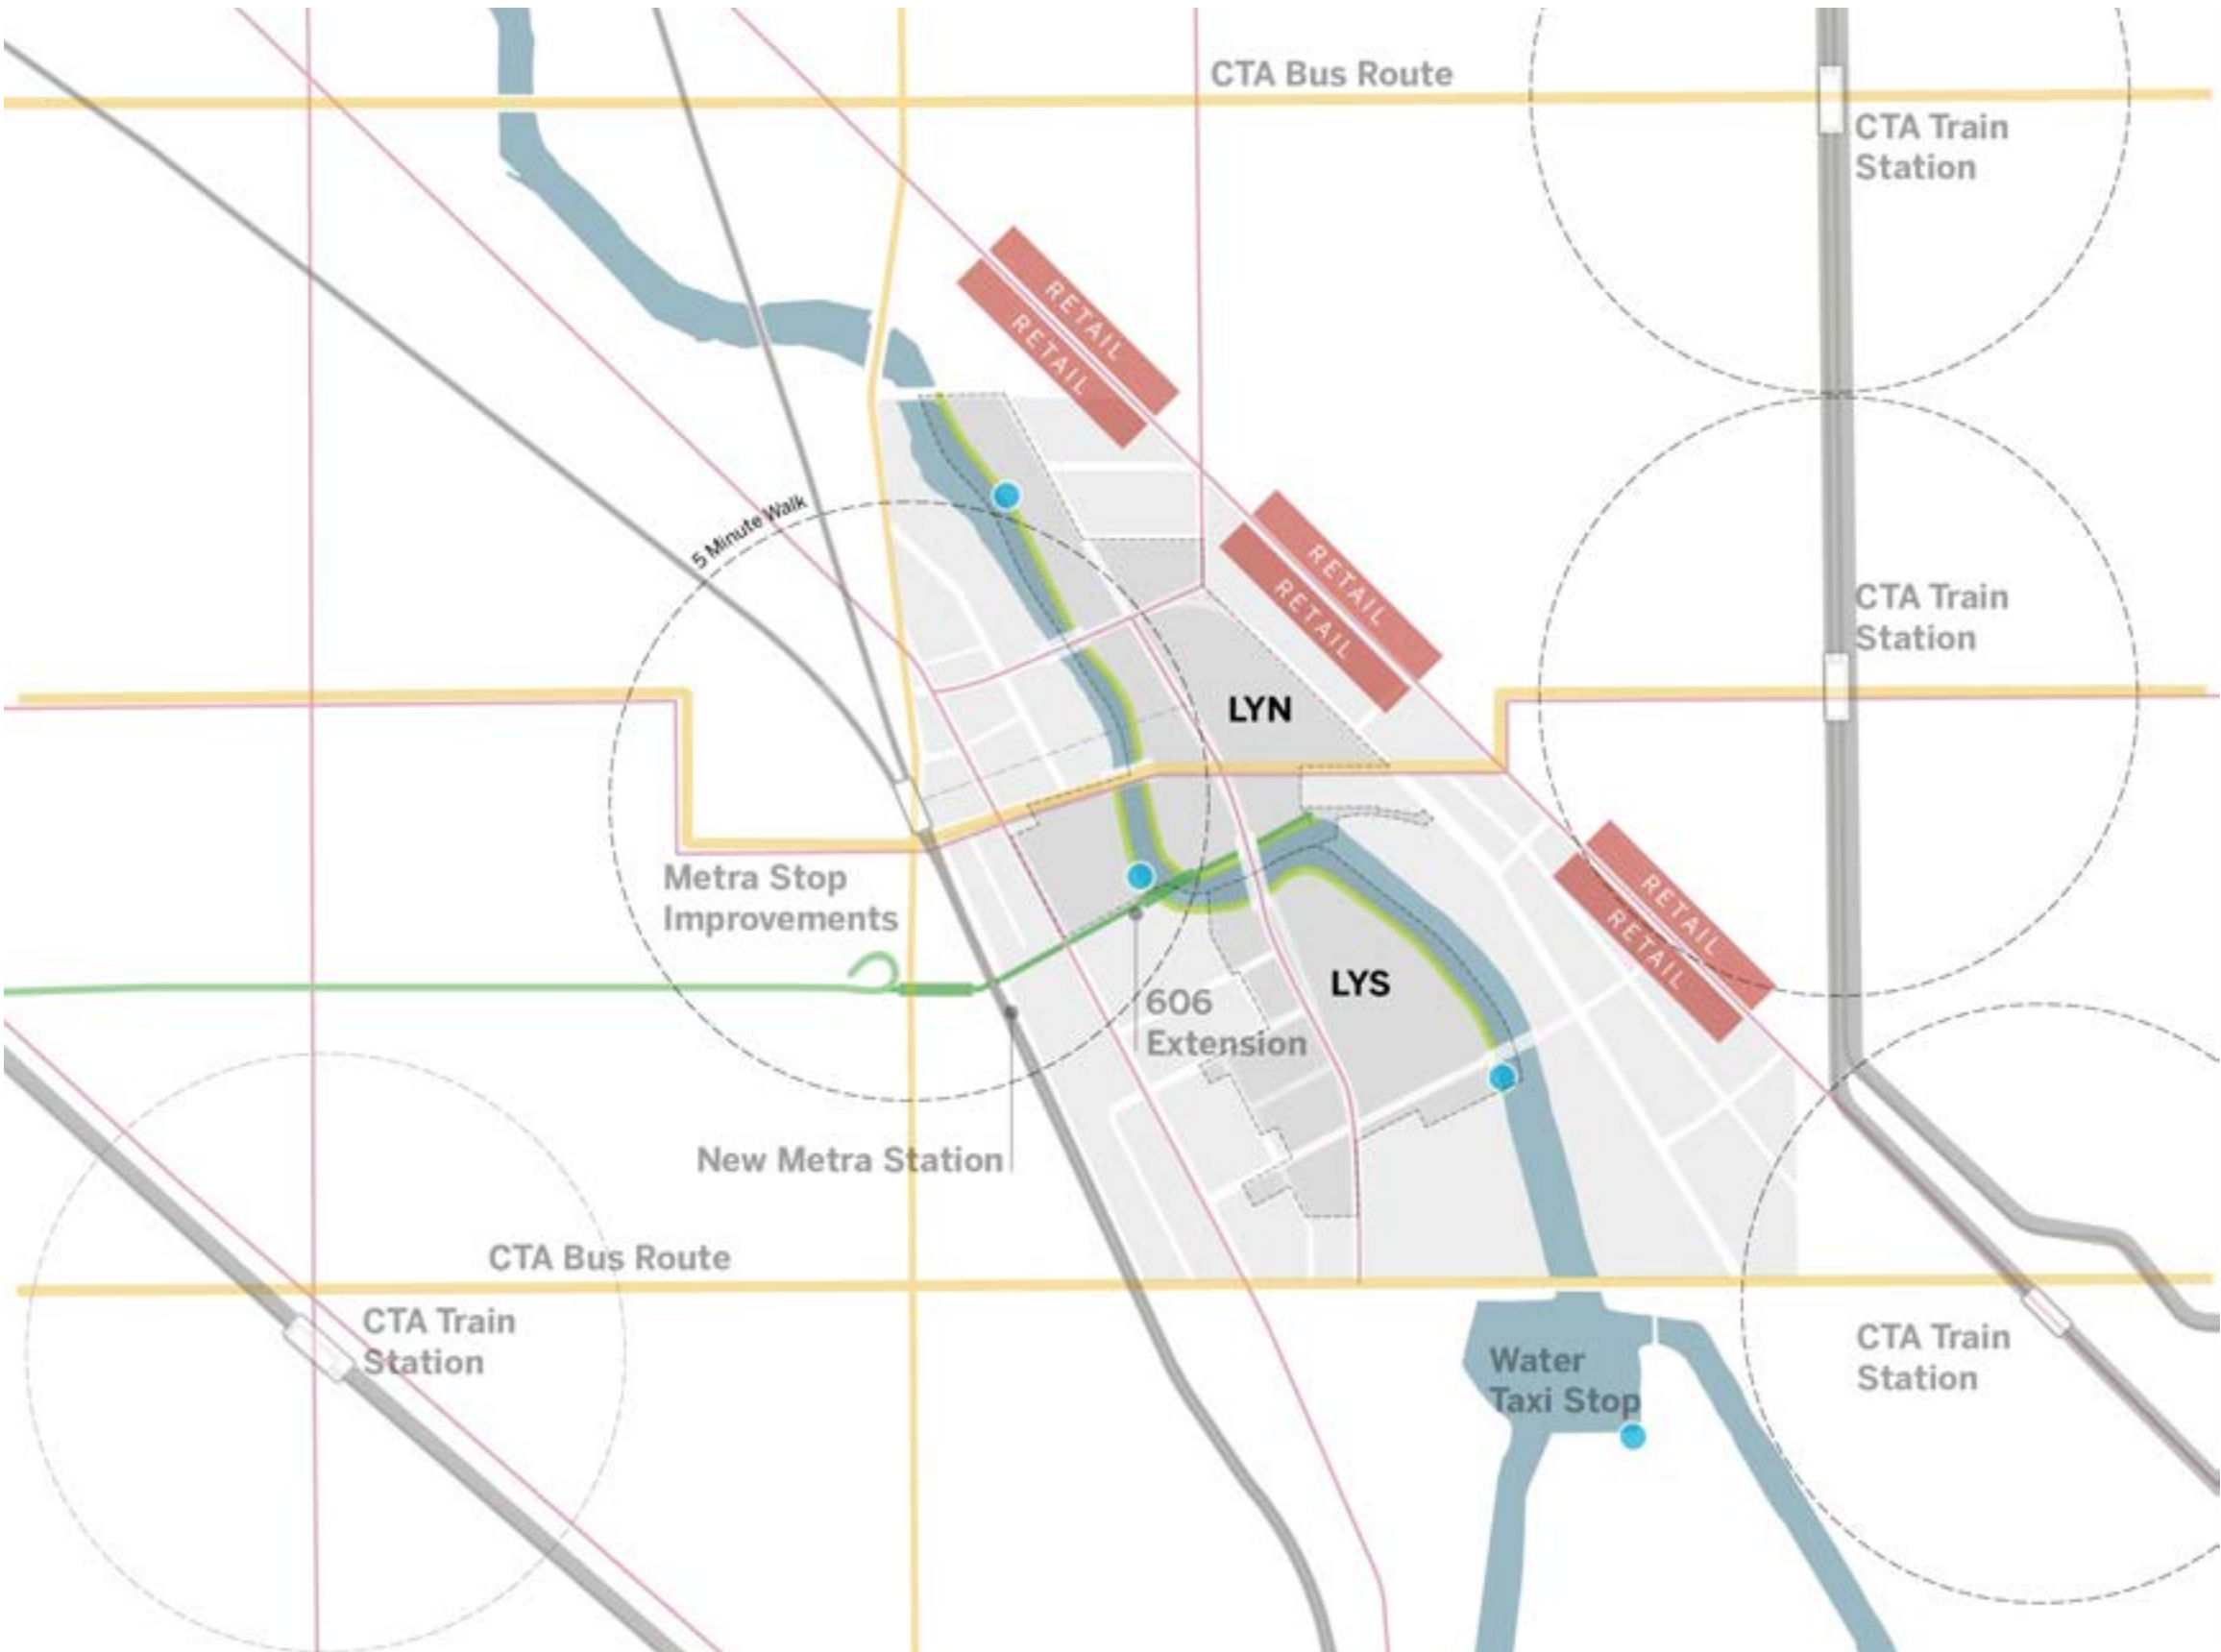 CTA Bus Route
CTA Train
Station
RETAIL
RETAIL
5 Minute Walk
RETAIL
RETAIL
CTA Train
Station
LYN
RETAIL
RETAIL
Metra Stop
Improvements
LYS
606
Extension
New Metra Station
CTA Bus Route
CTA Train
Station
CTA Train
Station
Water
Taxi Stop